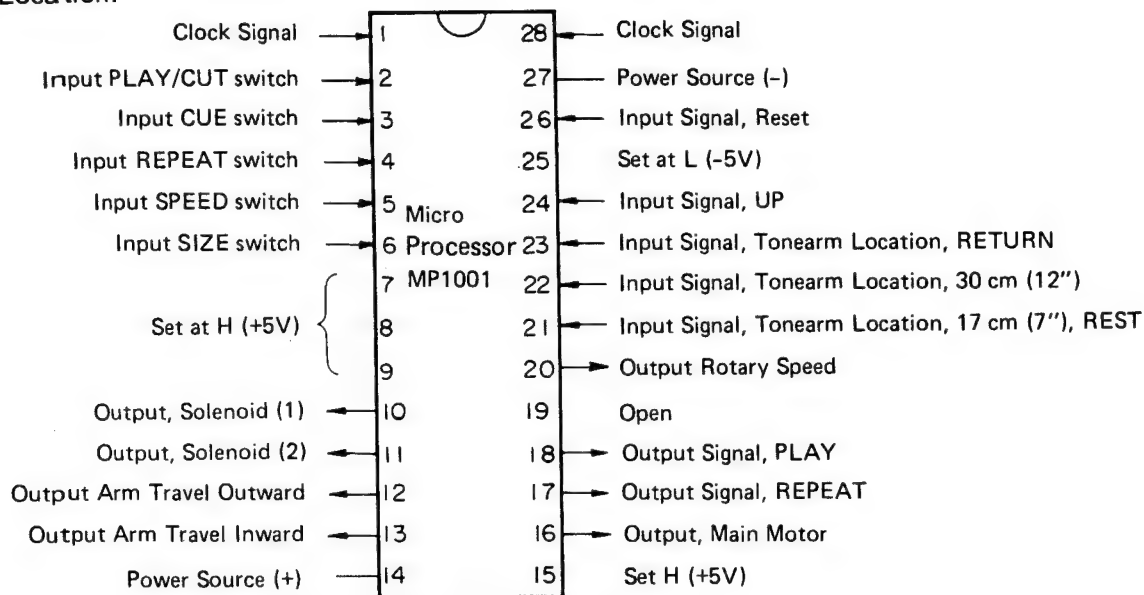 Location.
Clock Signal 1 28 Clock Signal
Input PLAY/CUT switch 2 27 Power Source (-)
Input CUE switch 3 26 Input Signal, Reset
Input REPEAT switch 4 25 Set at L (-5V)
Input SPEED switch 5 Micro 24 Input Signal, UP
Input SIZE switch 6 Processor 23 Input Signal, Tonearm Location, RETURN
7 MP1001 22 Input Signal, Tonearm Location, 30 cm (12")
Set at H (+5V) 8 21 Input Signal, Tonearm Location, 17 cm (7"), REST
9 20 Output Rotary Speed
Output, Solenoid (1) 10 19 Open
Output, Solenoid (2) 11 18 Output Signal, PLAY
Output Arm Travel Outward 12 17 Output Signal, REPEAT
Output Arm Travel Inward 13 16 Output, Main Motor
Power Source (+) 14 15 Set H (+5V)